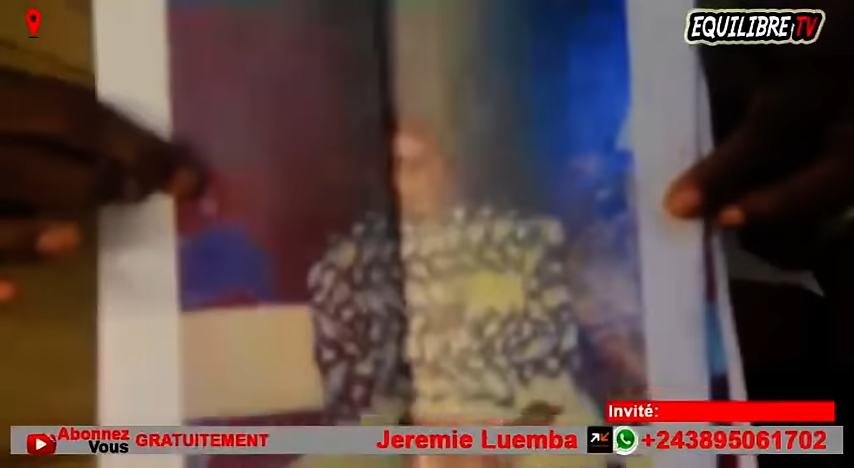 EQUILIBRE TV
Invité:
Abonnez
Vous
GRATUITEMENT
Jeremie Luemba
+243895061702